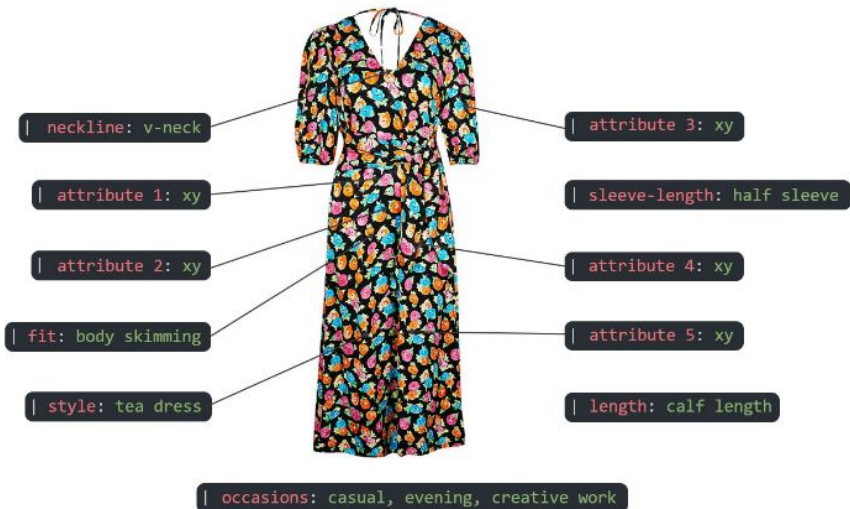 | neckline: v-neck
| attribute 1: xy
| attribute 2: xy
| fit: body skimming
| style: tea dress
| attribute 3: xy
| sleeve-length: half sleeve
| attribute 4: xy
| attribute 5: xy
| length: calf length
| occasions: casual, evening, creative work